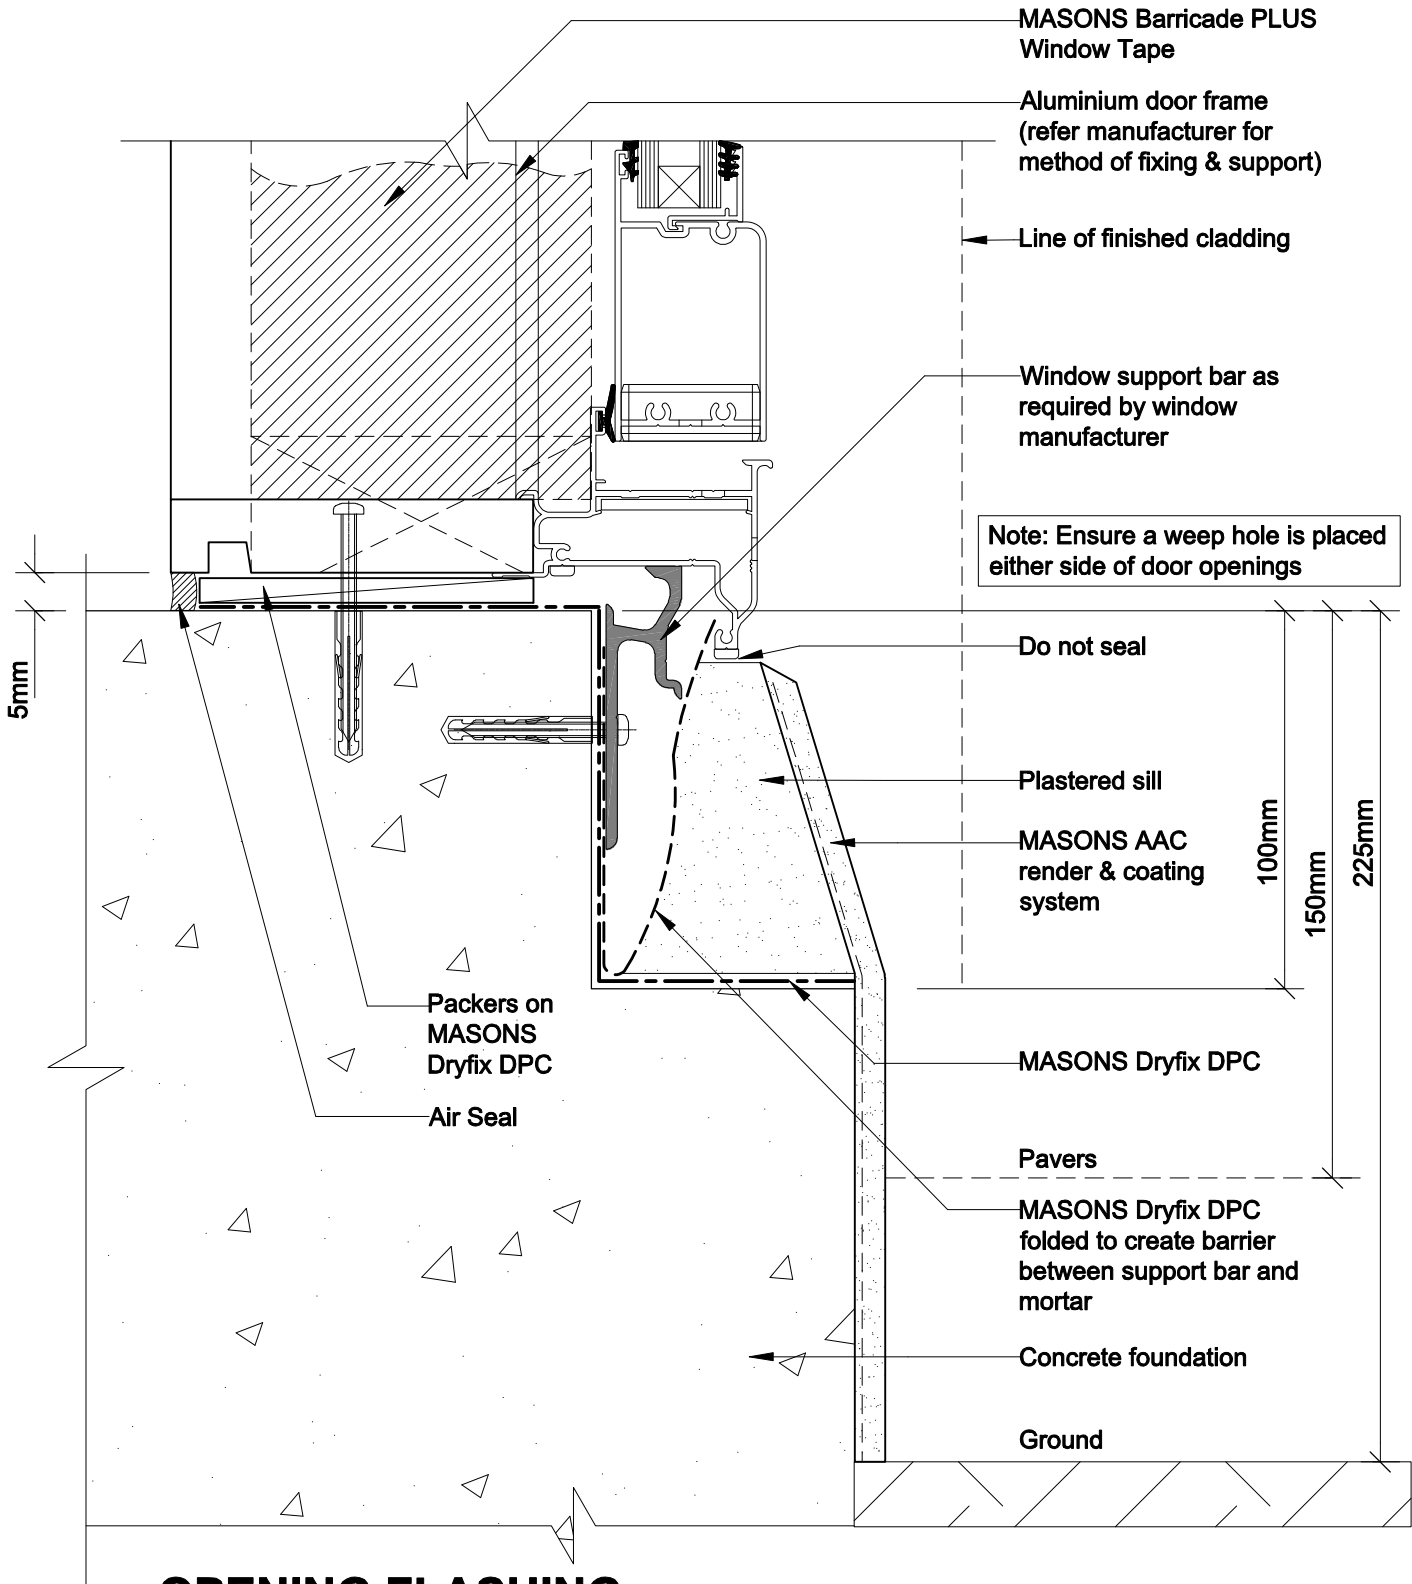 MASONS Barricade PLUS
Window Tape
Aluminium door frame
(refer manufacturer for
method of fixing & support)
Line of finished cladding
Window support bar as
required by window
manufacturer
Note: Ensure a weep hole is placed
either side of door openings
Do not seal
5mm
Plastered sill
MASONS AAC
render & coating
system
100mm
150mm
225mm
Packers on
MASONS
Dryfix DPC
Air Seal
MASONS Dryfix DPC
Pavers
MASONS Dryfix DPC
folded to create barrier
between support bar and
mortar
Concrete foundation
Ground
OPENING FLASHING